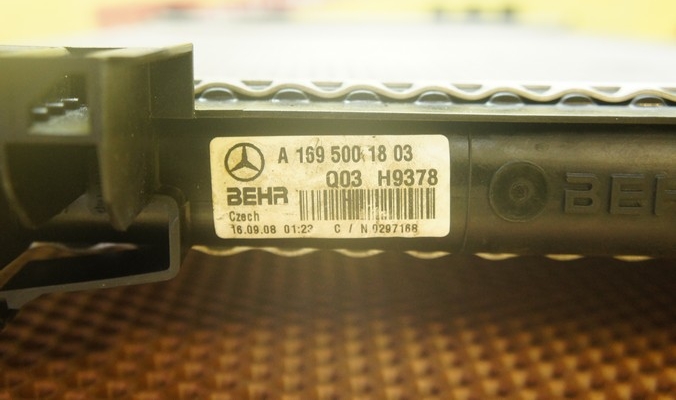 A 169 500 18 03
Q03 H9378
BEHR
Czech
16.09.08 01:22 C / N 0297168
BEHR